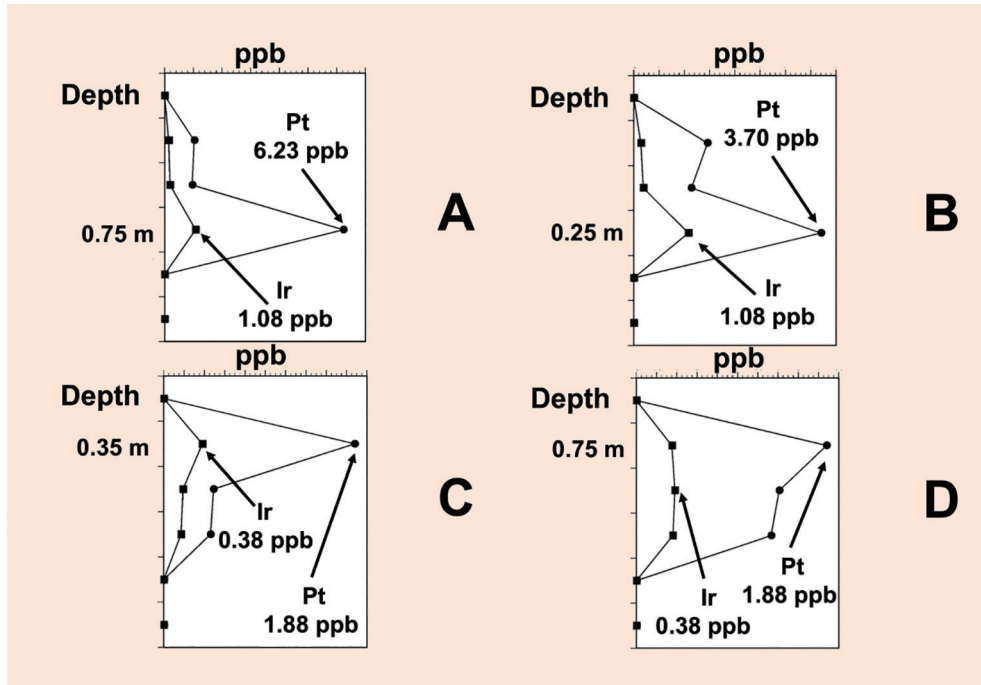 ppb
Depth
Pt
6.23 ppb
0.75 m
Ir
1.08 ppb
A
ppb
Depth
Pt
3.70 ppb
0.25 m
Ir
1.08 ppb
B
ppb
Depth
0.35 m
Ir
0.38 ppb
Pt
1.88 ppb
C
ppb
Depth
0.75 m
Pt
1.88 ppb
Ir
0.38 ppb
D